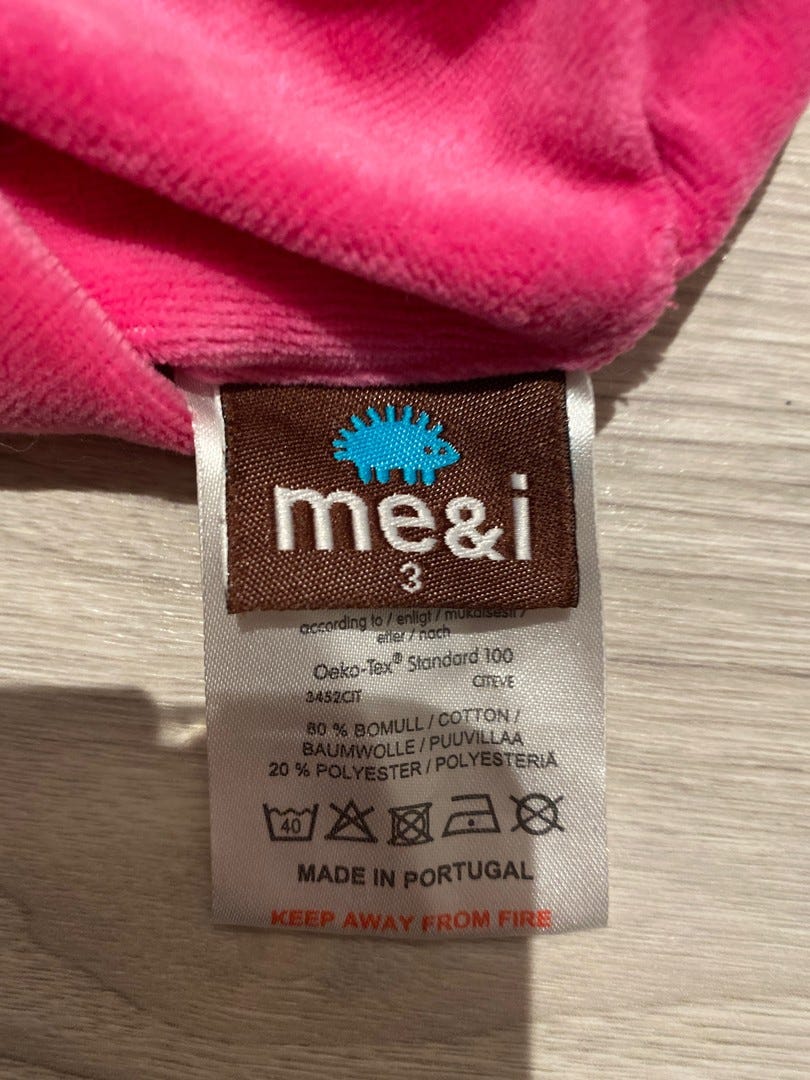 me&i
3
according to / enligt / mukaisesti /
efter / nach
Oeko-Tex® Standard 100
3452CIT CITEVE
80 % BOMULL / COTTON /
BAUMWOLLE / PUUVILLAA
20 % POLYESTER / POLYESTERIÄ
40
MADE IN PORTUGAL
KEEP AWAY FROM FIRE